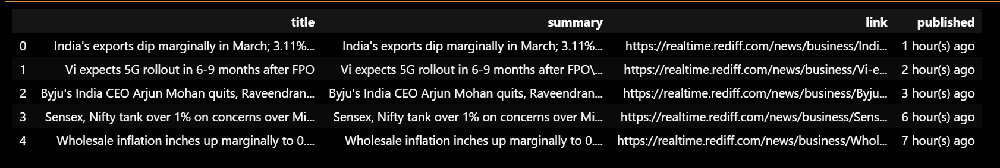 title summary link published
0 India's exports dip marginally in March; 3.11%... India's exports dip marginally in March; 3.11%... https://realtime.rediff.com/news/business/Indi... 1 hour(s) ago
1 Vi expects 5G rollout in 6-9 months after FPO Vi expects 5G rollout in 6-9 months after FPO\... https://realtime.rediff.com/news/business/Vi-e... 2 hour(s) ago
2 Byju's India CEO Arjun Mohan quits, Raveendran... Byju's India CEO Arjun Mohan quits, Raveendran... https://realtime.rediff.com/news/business/Byju... 3 hour(s) ago
3 Sensex, Nifty tank over 1% on concerns over Mi... Sensex, Nifty tank over 1% on concerns over Mi... https://realtime.rediff.com/news/business/Sens... 6 hour(s) ago
4 Wholesale inflation inches up marginally to 0.... Wholesale inflation inches up marginally to 0.... https://realtime.rediff.com/news/business/Whol... 7 hour(s) ago